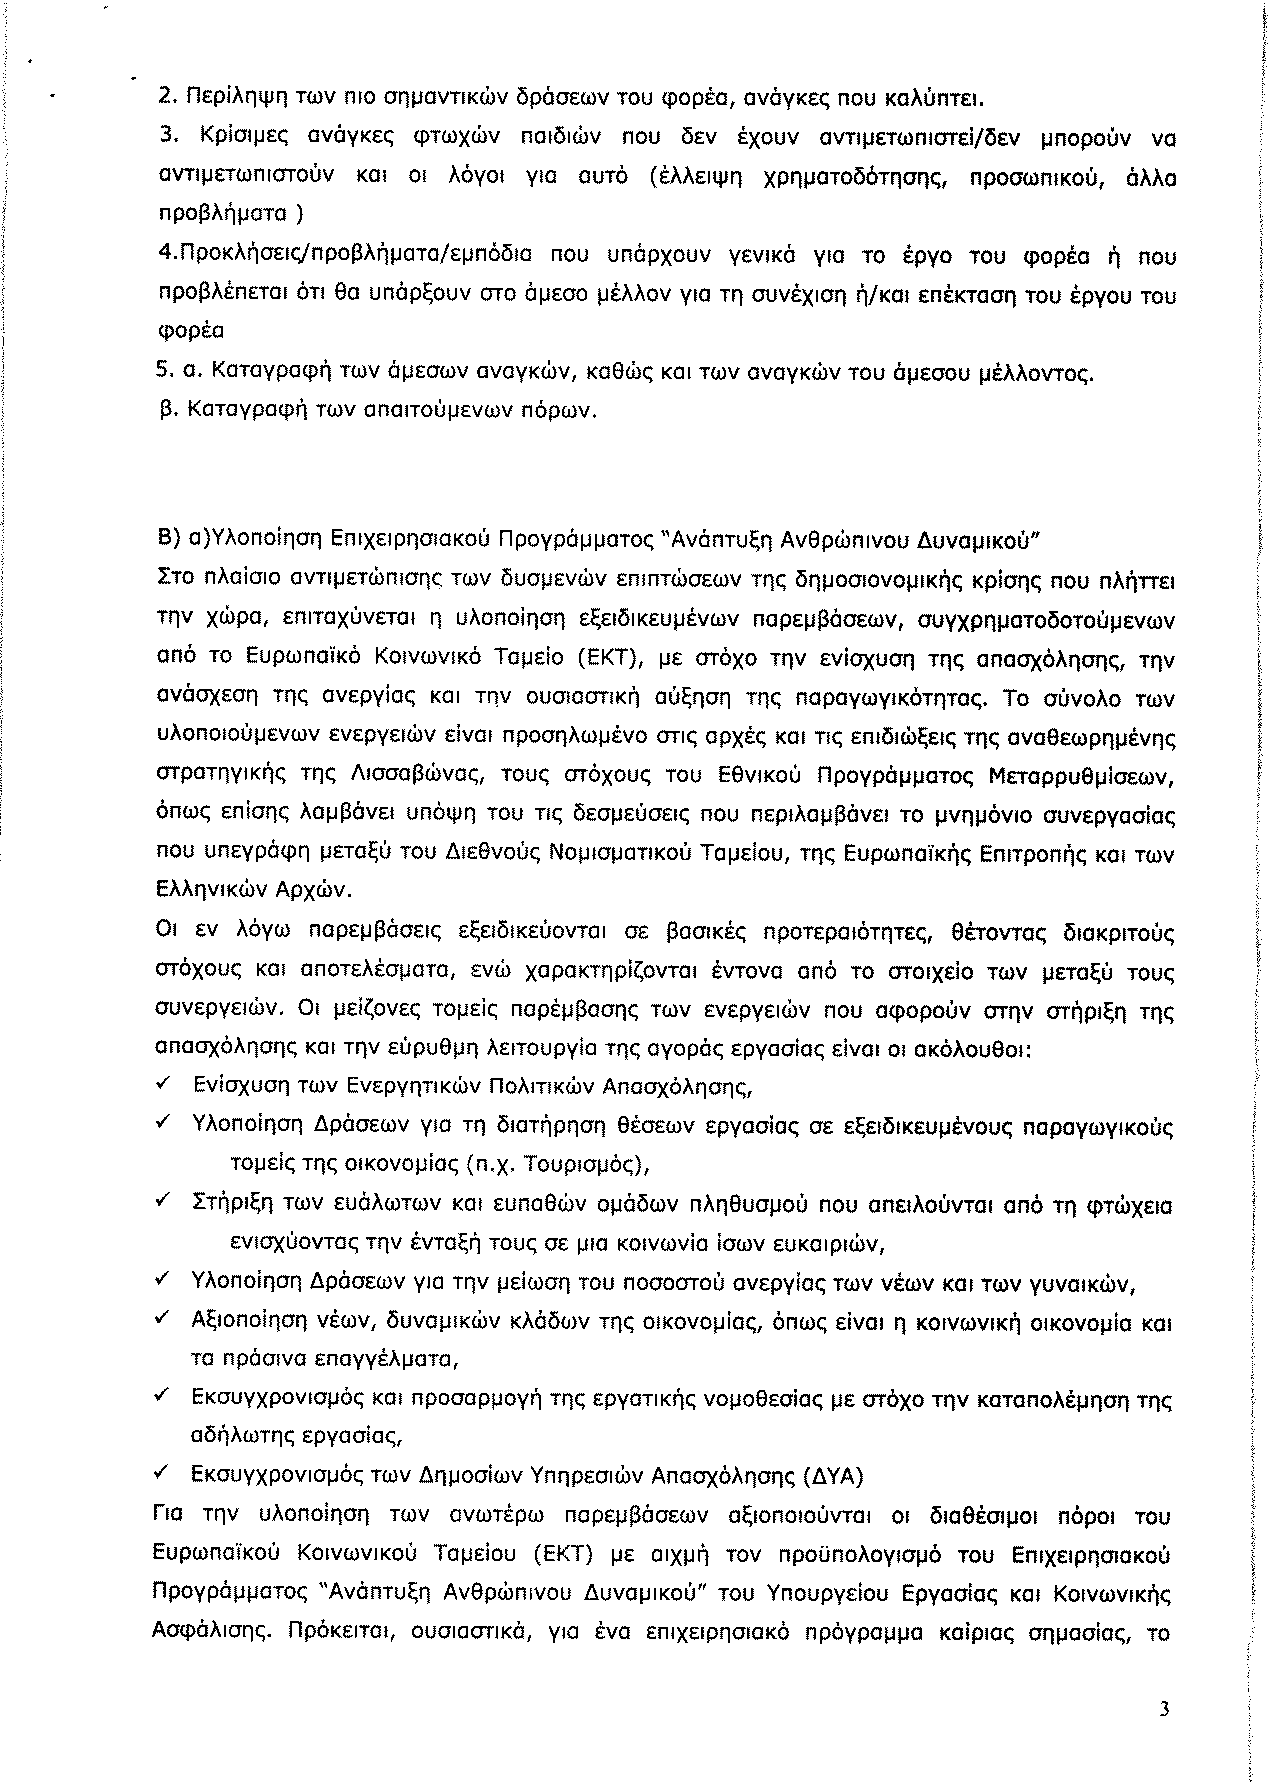 2. Περίληψη των πιο σημαντικών δράσεων του φορέα, ανάγκες που καλύπτει.
3. Κρίσιμες ανάγκες φτωχών παιδιών που δεν έχουν αντιμετωπιστεί/δεν μπορούν να
αντιμετωπιστούν και οι λόγοι για αυτό (έλλειψη χρηματοδότησης, προσωπικού, άλλα
προβλήματα )
4.Προκλήσεις/προβλήματα/εμπόδια που υπάρχουν γενικά για το έργο του φορέα ή που
προβλέπεται ότι θα υπάρξουν στο άμεσο μέλλον για τη συνέχιση ή/και επέκταση του έργου του
φορέα
5. α. Καταγραφή των άμεσων αναγκών, καθώς και των αναγκών του άμεσου μέλλοντος.
β. Καταγραφή των απαιτούμενων πόρων.
Β) α)Υλοποίηση Επιχειρησιακού Προγράμματος "Ανάπτυξη Ανθρώπινου Δυναμικού"
Στο πλαίσιο αντιμετώπισης των δυσμενών επιπτώσεων της δημοσιονομικής κρίσης που πλήττει
την χώρα, επιταχύνεται η υλοποίηση εξειδικευμένων παρεμβάσεων, συγχρηματοδοτούμενων
από το Ευρωπαϊκό Κοινωνικό Ταμείο (ΕΚΤ), με στόχο την ενίσχυση της απασχόλησης, την
ανάσχεση της ανεργίας και την ουσιαστική αύξηση της παραγωγικότητας. Το σύνολο των
υλοποιούμενων ενεργειών είναι προσηλωμένο στις αρχές και τις επιδιώξεις της αναθεωρημένης
στρατηγικής της Λισσαβώνας, τους στόχους του Εθνικού Προγράμματος Μεταρρυθμίσεων,
όπως επίσης λαμβάνει υπόψη του τις δεσμεύσεις που περιλαμβάνει το μνημόνιο συνεργασίας
που υπεγράφη μεταξύ του Διεθνούς Νομισματικού Ταμείου, της Ευρωπαϊκής Επιτροπής και των
Ελληνικών Αρχών.
Οι εν λόγω παρεμβάσεις εξειδικεύονται σε βασικές προτεραιότητες, θέτοντας διακριτούς
στόχους και αποτελέσματα, ενώ χαρακτηρίζονται έντονα από το στοιχείο των μεταξύ τους
συνεργειών. Οι μείζονες τομείς παρέμβασης των ενεργειών που αφορούν στην στήριξη της
απασχόλησης και την εύρυθμη λειτουργία της αγοράς εργασίας είναι οι ακόλουθοι:
✓ Ενίσχυση των Ενεργητικών Πολιτικών Απασχόλησης,
✓ Υλοποίηση Δράσεων για τη διατήρηση θέσεων εργασίας σε εξειδικευμένους παραγωγικούς
τομείς της οικονομίας (π.χ. Τουρισμός),
✓ Στήριξη των ευάλωτων και ευπαθών ομάδων πληθυσμού που απειλούνται από τη φτώχεια
ενισχύοντας την ένταξή τους σε μια κοινωνία ίσων ευκαιριών,
✓ Υλοποίηση Δράσεων για την μείωση του ποσοστού ανεργίας των νέων και των γυναικών,
✓ Αξιοποίηση νέων, δυναμικών κλάδων της οικονομίας, όπως είναι η κοινωνική οικονομία και
τα πράσινα επαγγέλματα,
✓ Εκσυγχρονισμός και προσαρμογή της εργατικής νομοθεσίας με στόχο την καταπολέμηση της
αδήλωτης εργασίας,
✓ Εκσυγχρονισμός των Δημοσίων Υπηρεσιών Απασχόλησης (ΔΥΑ)
Για την υλοποίηση των ανωτέρω παρεμβάσεων αξιοποιούνται οι διαθέσιμοι πόροι του
Ευρωπαϊκού Κοινωνικού Ταμείου (ΕΚΤ) με αιχμή τον προϋπολογισμό του Επιχειρησιακού
Προγράμματος "Ανάπτυξη Ανθρώπινου Δυναμικού" του Υπουργείου Εργασίας και Κοινωνικής
Ασφάλισης. Πρόκειται, ουσιαστικά, για ένα επιχειρησιακό πρόγραμμα καίριας σημασίας, το
3